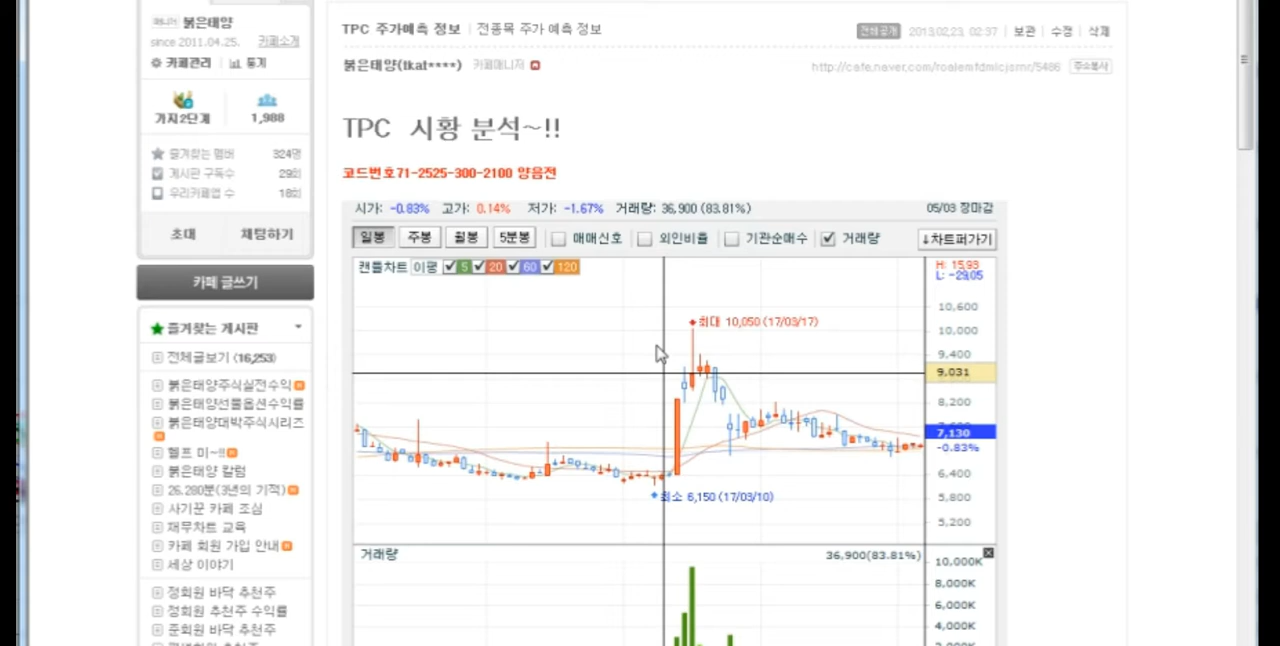 매니저 붉은태양
since 2011.04.25. 카페소개
카페관리 통계
가지2단계 1,988
즐겨찾는 멤버 324명
게시판 구독수 29회
우리카페앱 수 18회
초대 채팅하기
카페 글쓰기
즐겨찾는 게시판
전체글보기 (16,253)
붉은태양주식실전수익
붉은태양선물옵션수익률
붉은태양대박주식시리즈
헬프 미~!!
붉은태양 칼럼
26,280분(3년의 기적)
사기꾼 카페 조심
재무차트 교육
카페 회원 가입 안내
세상 이야기
정회원 바닥 추천주
정회원 추천주 수익률
준회원 바닥 추천주
TPC 주가예측 정보 | 전종목 주가 예측 정보
전체공개 2013.02.23. 02:37 보관 수정 삭제
붉은태양(tkat****) 카페매니저
주소복사
TPC 시황 분석~!!
코드번호71-2525-300-2100 양음전
시가: -0.83% 고가: 0.14% 저가: -1.67% 거래량: 36,900 (83.81%) 05/03 장마감
일봉 주봉 월봉 5분봉 매매신호 외인비율 기관순매수 거래량 ↓차트퍼가기
캔들차트 이평 5 20 60 120
H: 15.93
L: -29.05
10,600
최대 10,050 (17/03/17)
10,000
9,400
9,031
8,200
7,130
-0.83%
6,400
최소 6,150 (17/03/10)
5,800
5,200
거래량 36,900(83.81%)
10,000K
8,000K
6,000K
4,000K